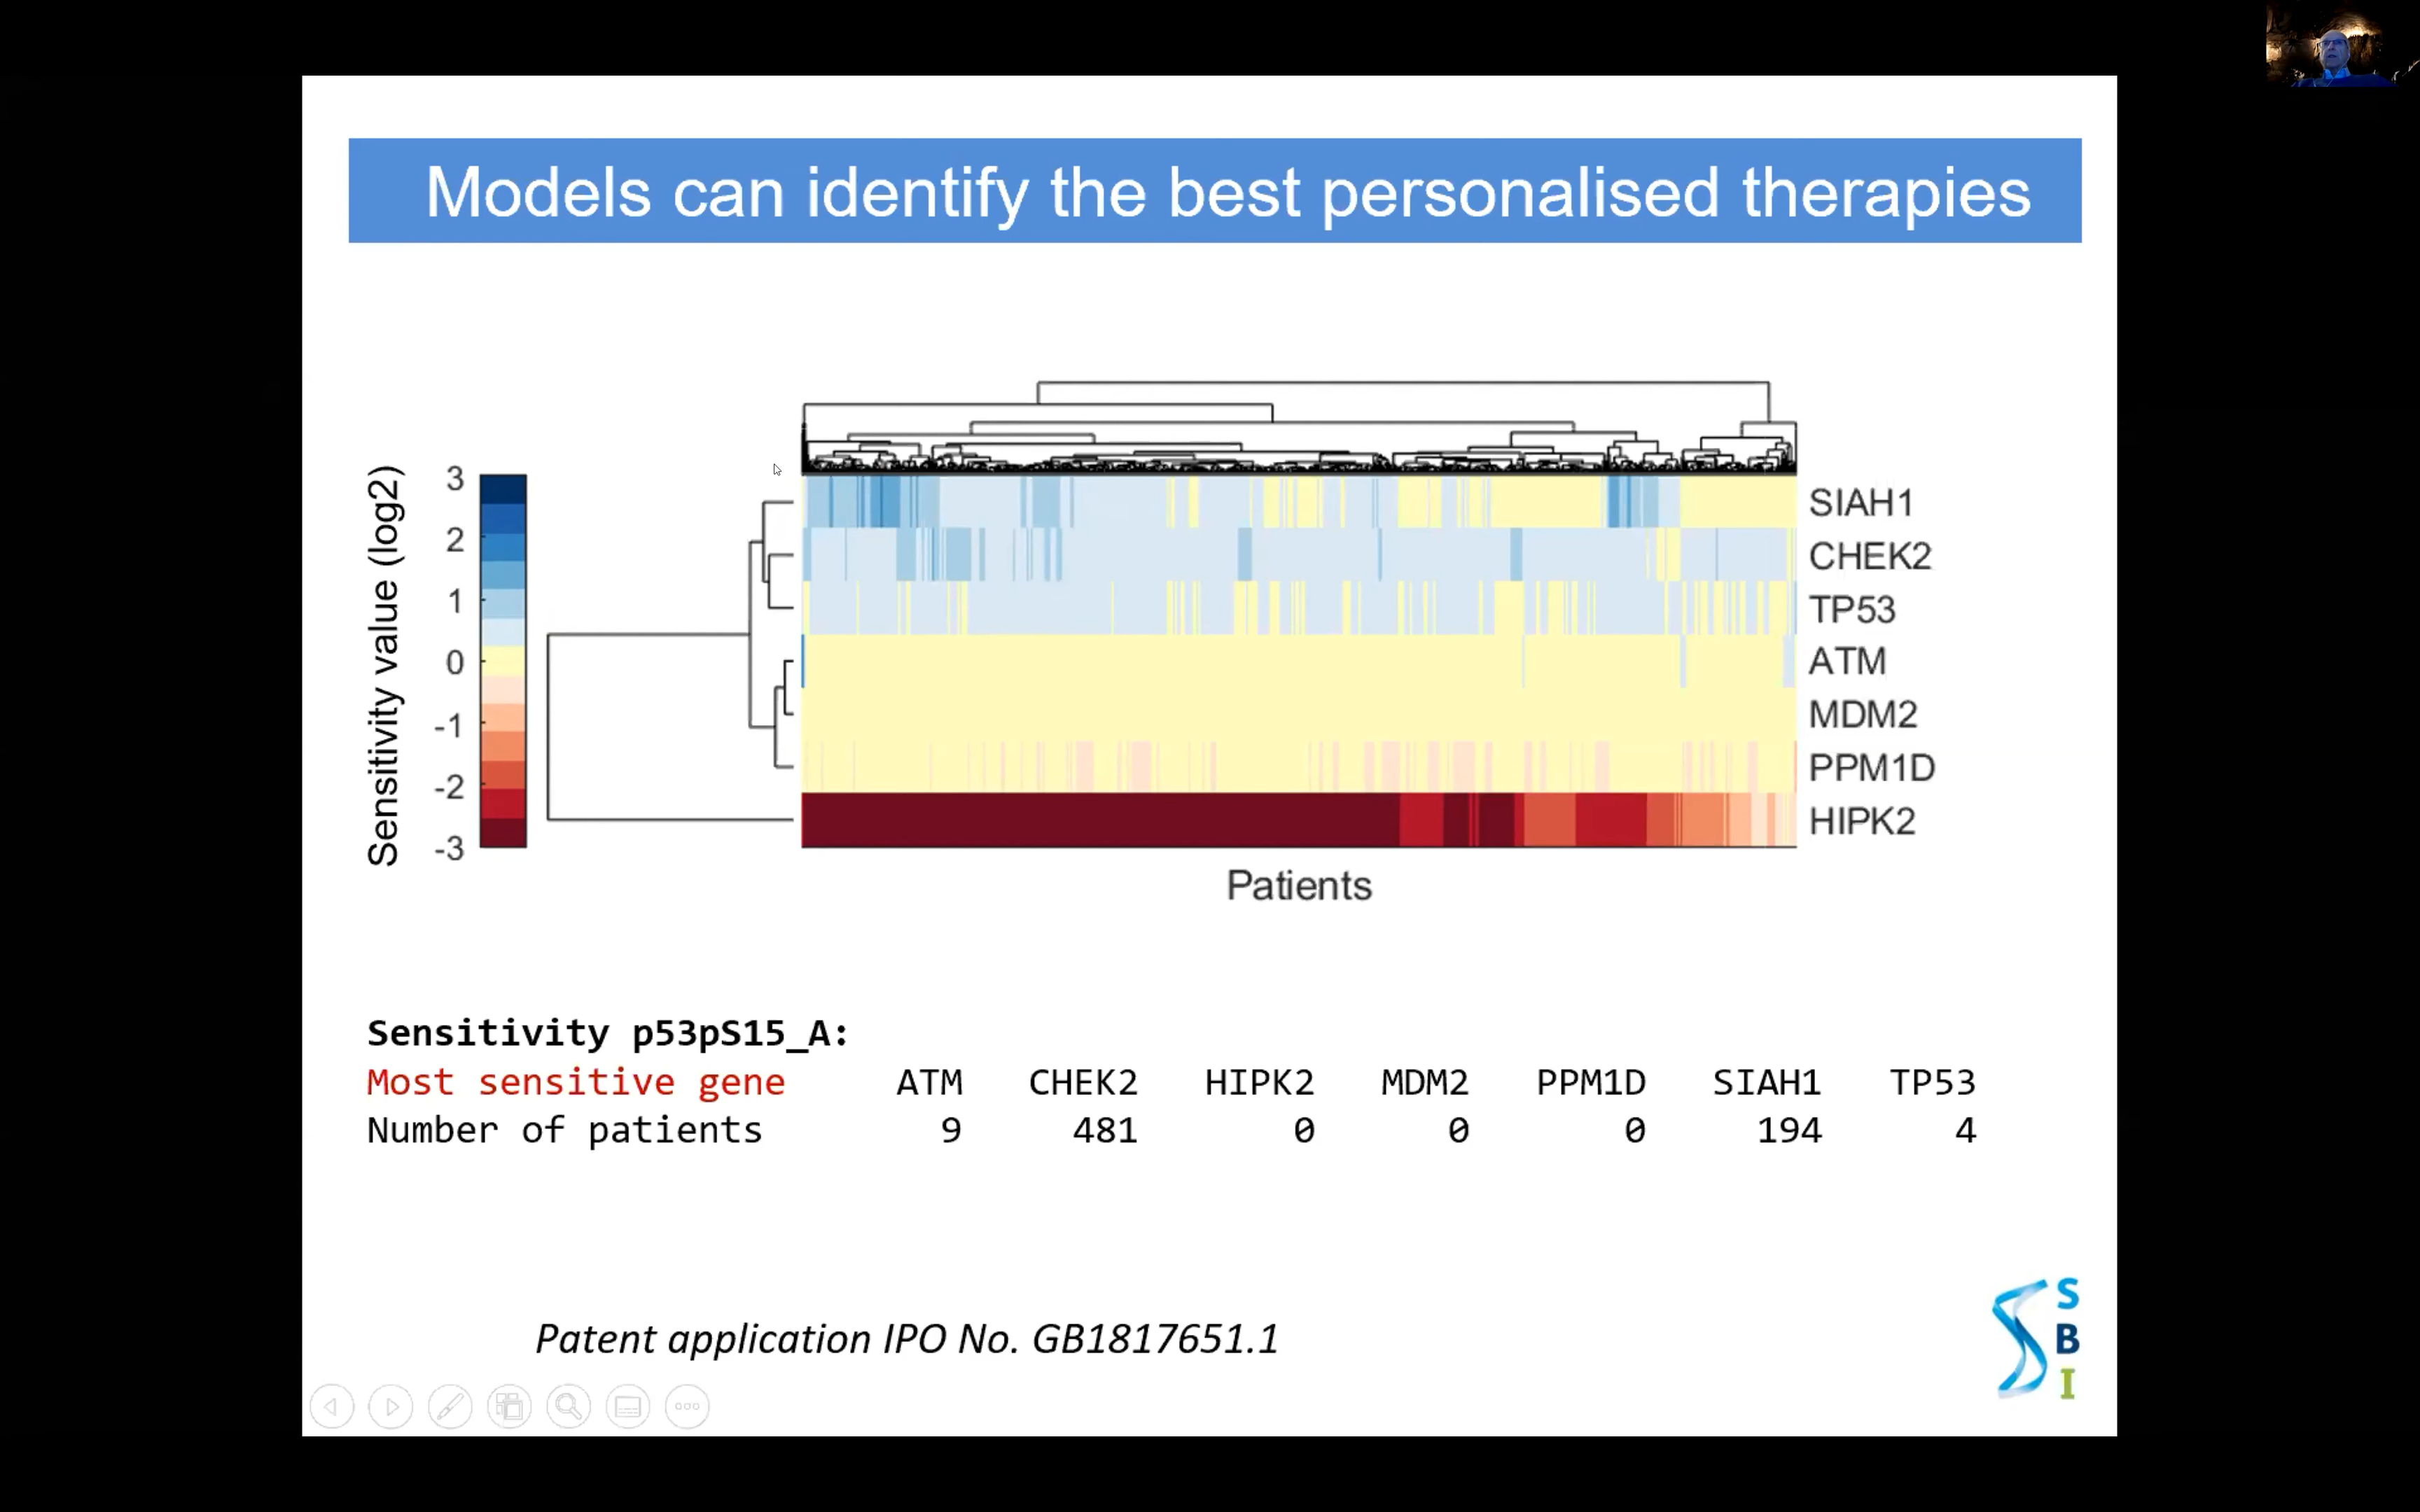 Models can identify the best personalised therapies
Sensitivity value (log2)
3
2
1
0
-1
-2
-3
SIAH1
CHEK2
TP53
ATM
MDM2
PPM1D
HIPK2
Patients
Sensitivity p53pS15_A:
Most sensitive gene ATM CHEK2 HIPK2 MDM2 PPM1D SIAH1 TP53
Number of patients 9 481 0 0 0 194 4
Patent application IPO No. GB1817651.1
S
B
I